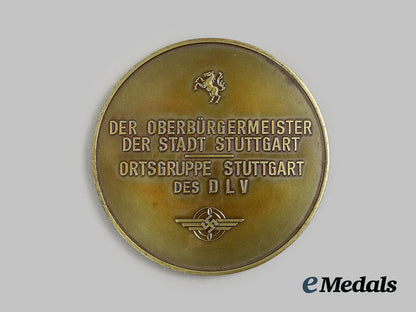 DER OBERBÜRGERMEISTER
DER STADT STUTTGART
ORTSGRUPPE STUTTGART
DES DLV
eMedals